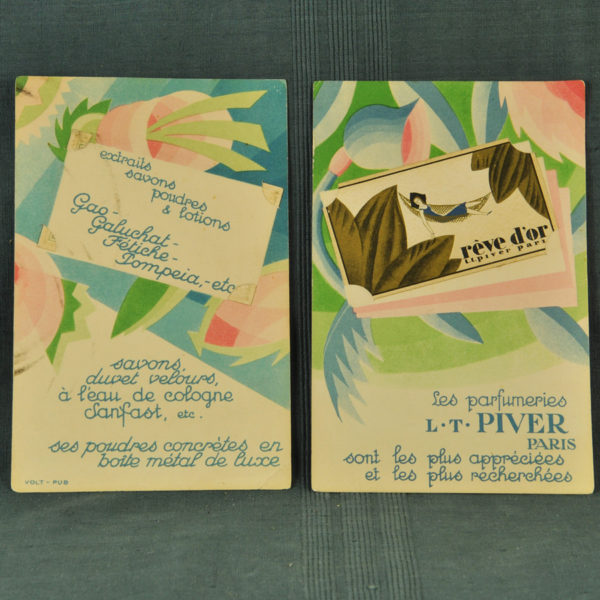 extraits
savons
poudres
& lotions
Gao-
Galuchat-
Fétiche-
Pompeia,-etc
savons,
duvet velours,
à l'eau de cologne
Sanfast, etc.
ses poudres concrètes en
boîte métal de luxe
VOLT - PUB
rêve d'or
l.t.piver paris
Les parfumeries
L·T·PIVER
PARIS
sont les plus appréciées
et les plus recherchées